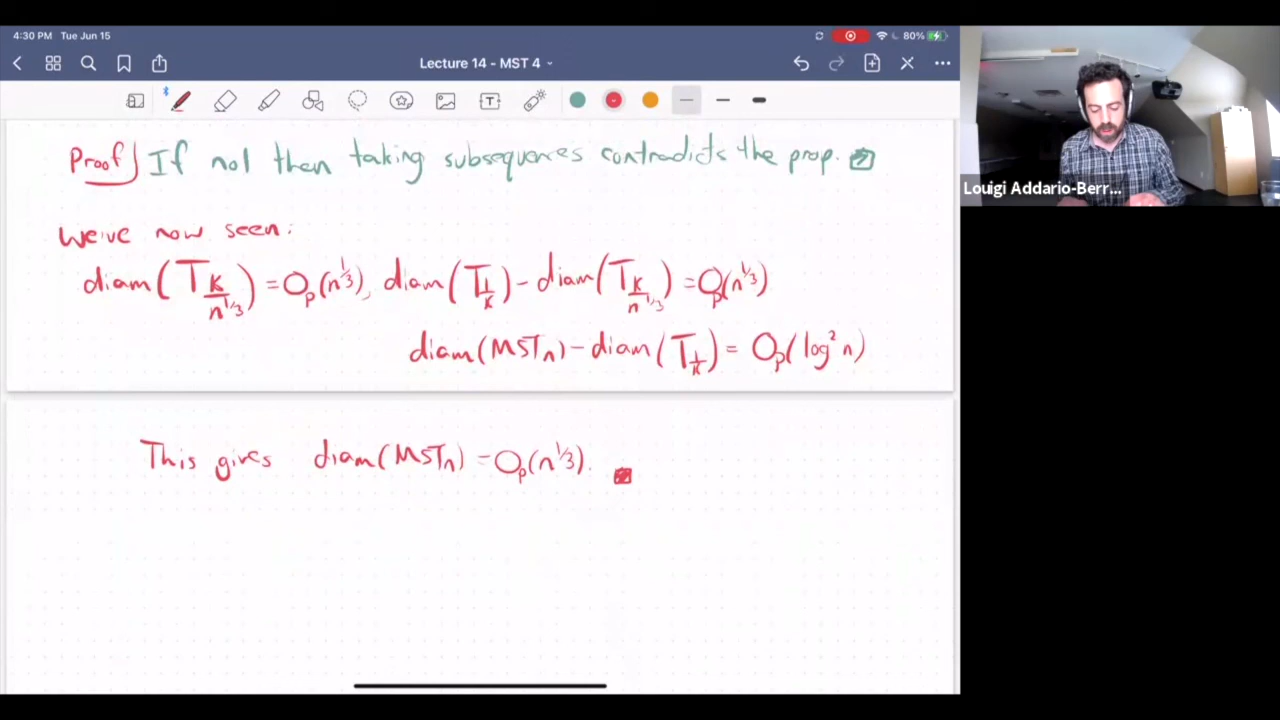 4:30 PM Tue Jun 15
80%
Lecture 14 - MST 4
Proof) If not then taking subsequences contradicts the prop.
Louigi Addario-Berr...
We've now seen:
diam(T_{K/n^{1/3}}) = O_p(n^{1/3}), diam(T_{1/K}) - diam(T_{K/n^{1/3}}) = O_p(n^{1/3})
diam(MST_n) - diam(T_{1/K}) = O_p(log^2 n)
This gives diam(MST_n) = O_p(n^{1/3}).